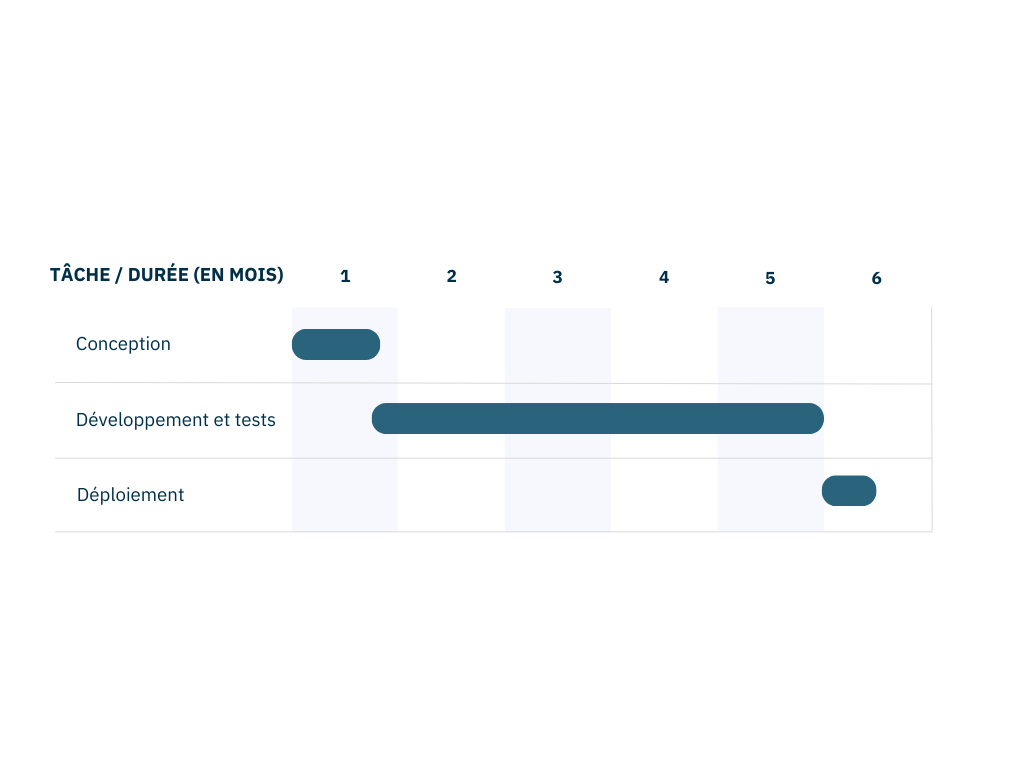 TÂCHE / DURÉE (EN MOIS) 1 2 3 4 5 6
Conception
Développement et tests
Déploiement